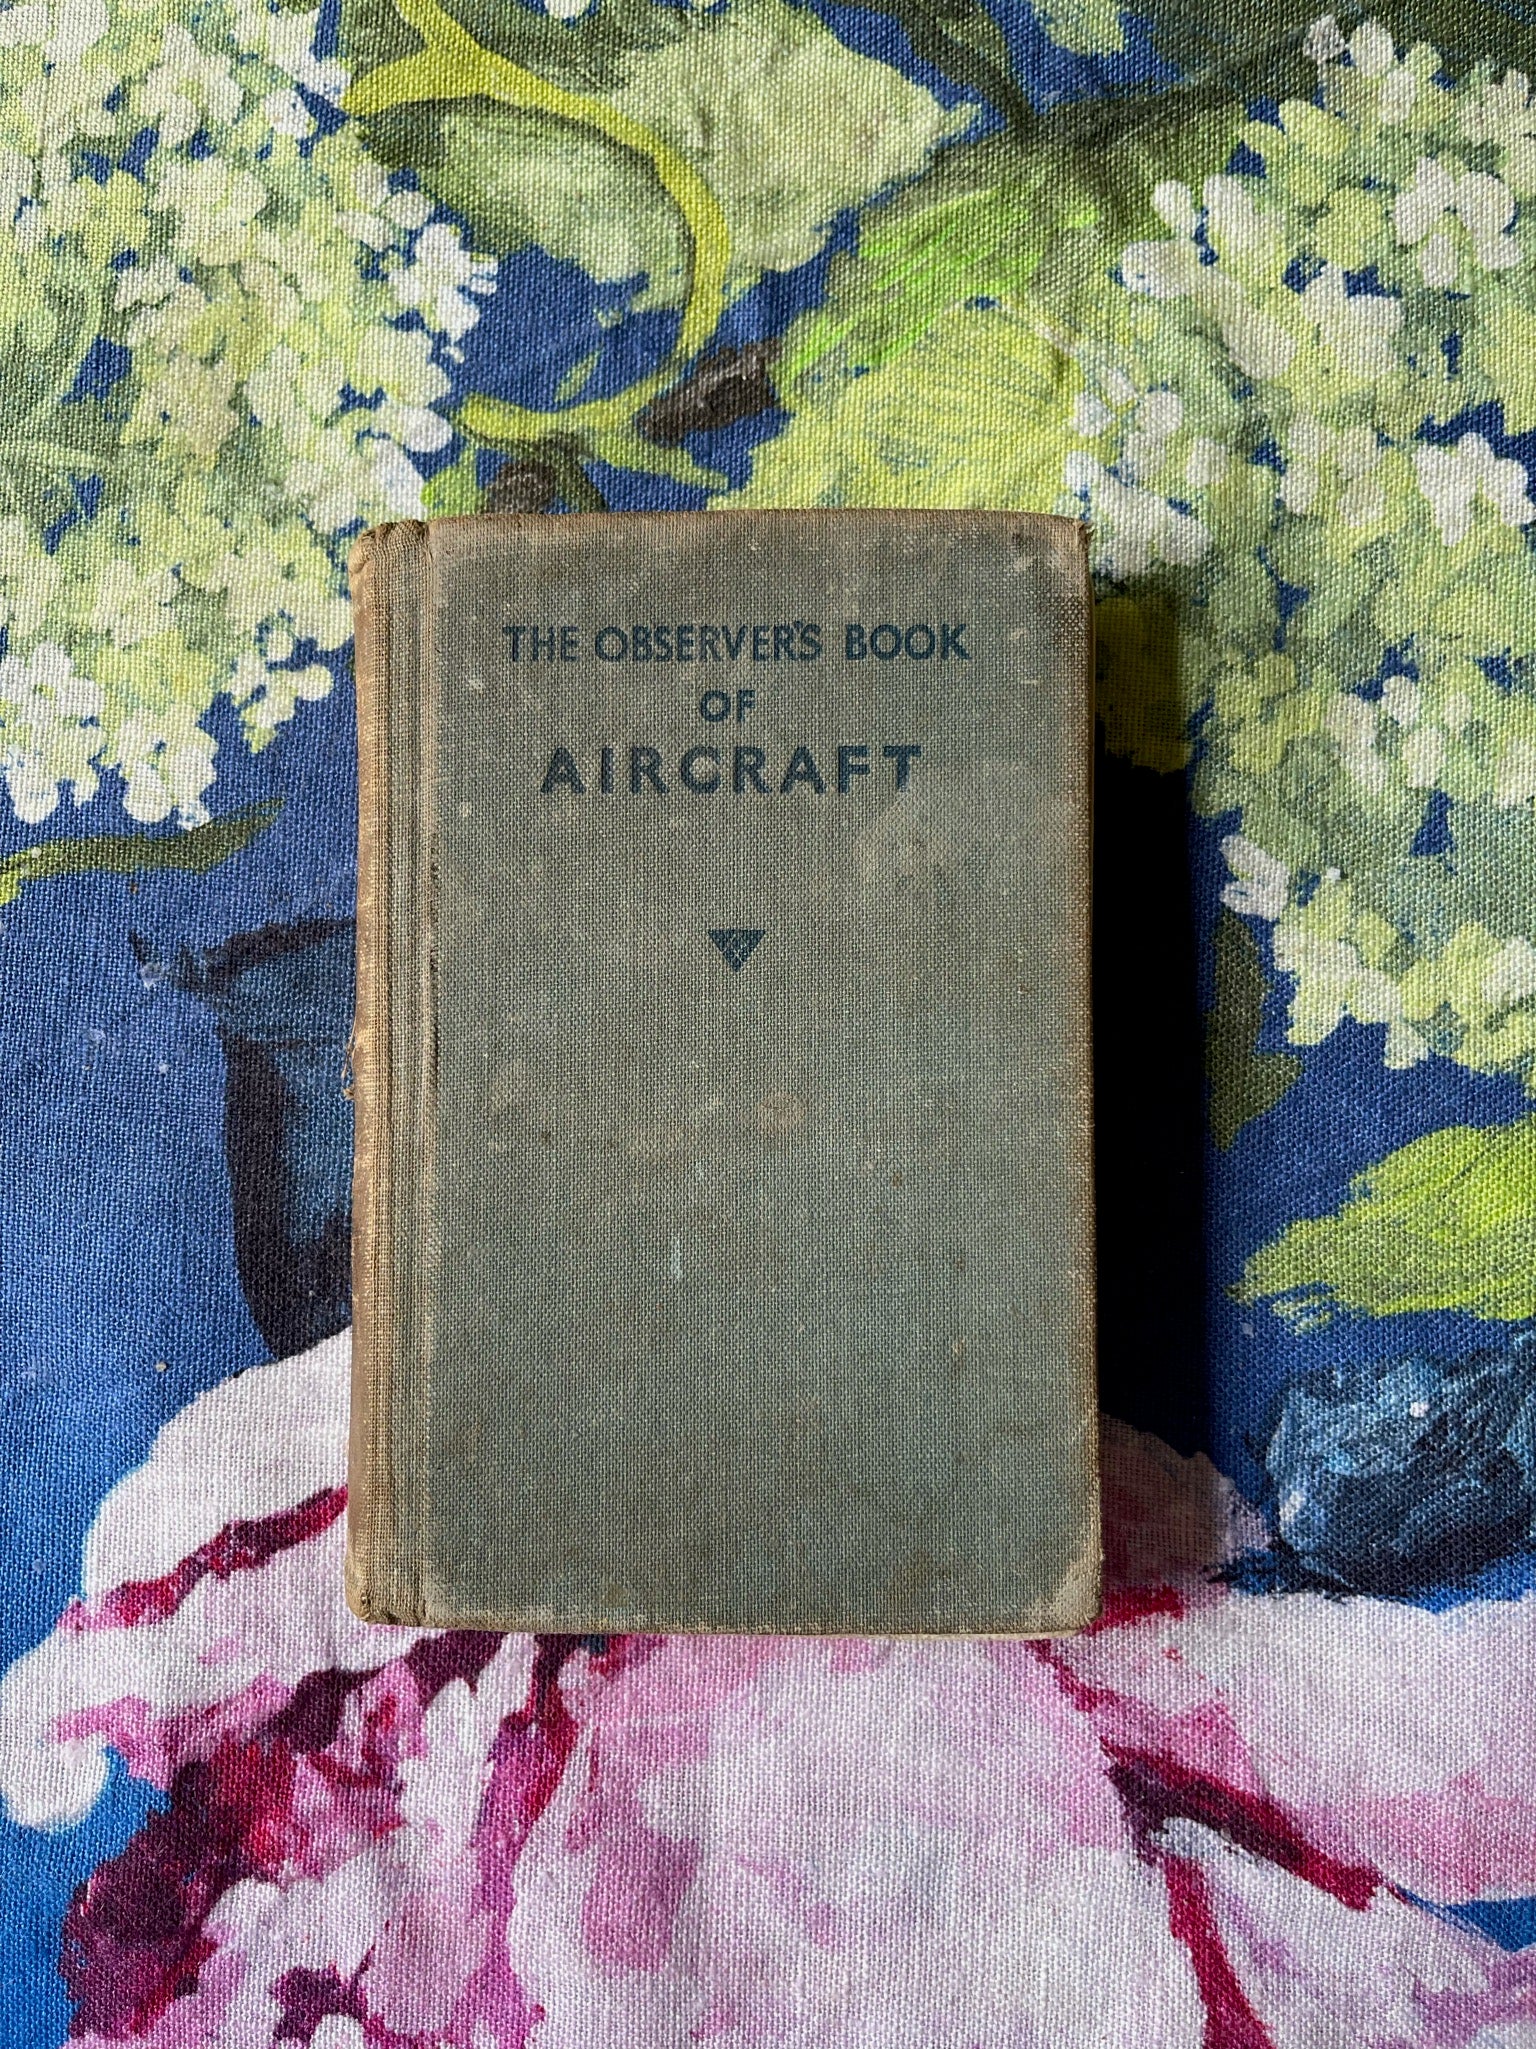 THE OBSERVER'S BOOK
OF
AIRCRAFT